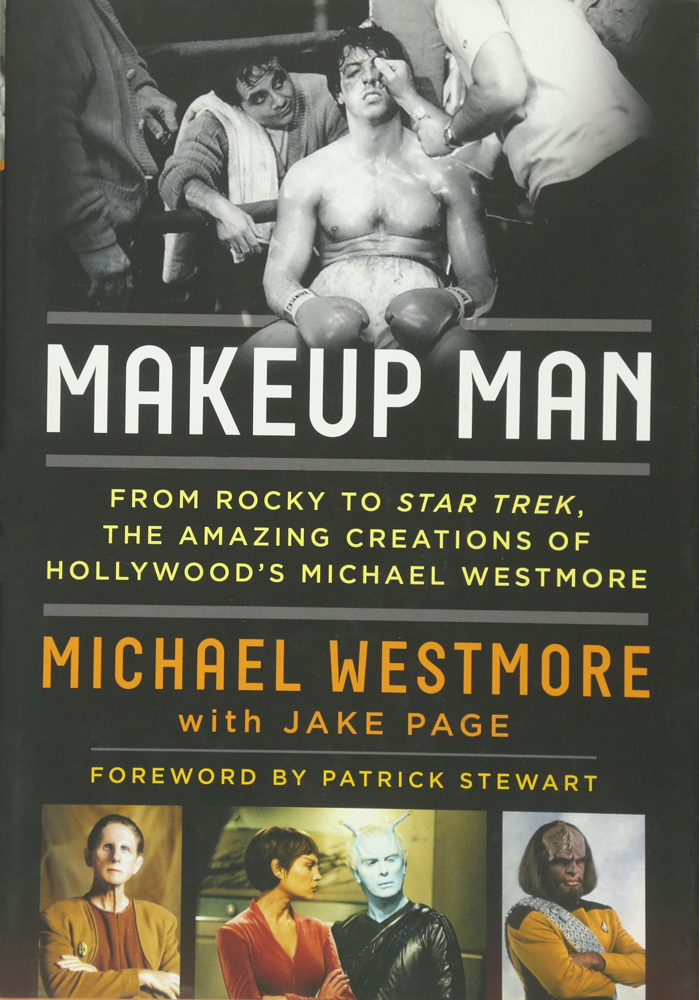 CASANOVA
MAKEUP MAN
FROM ROCKY TO STAR TREK,
THE AMAZING CREATIONS OF
HOLLYWOOD'S MICHAEL WESTMORE
MICHAEL WESTMORE
with JAKE PAGE
FOREWORD BY PATRICK STEWART